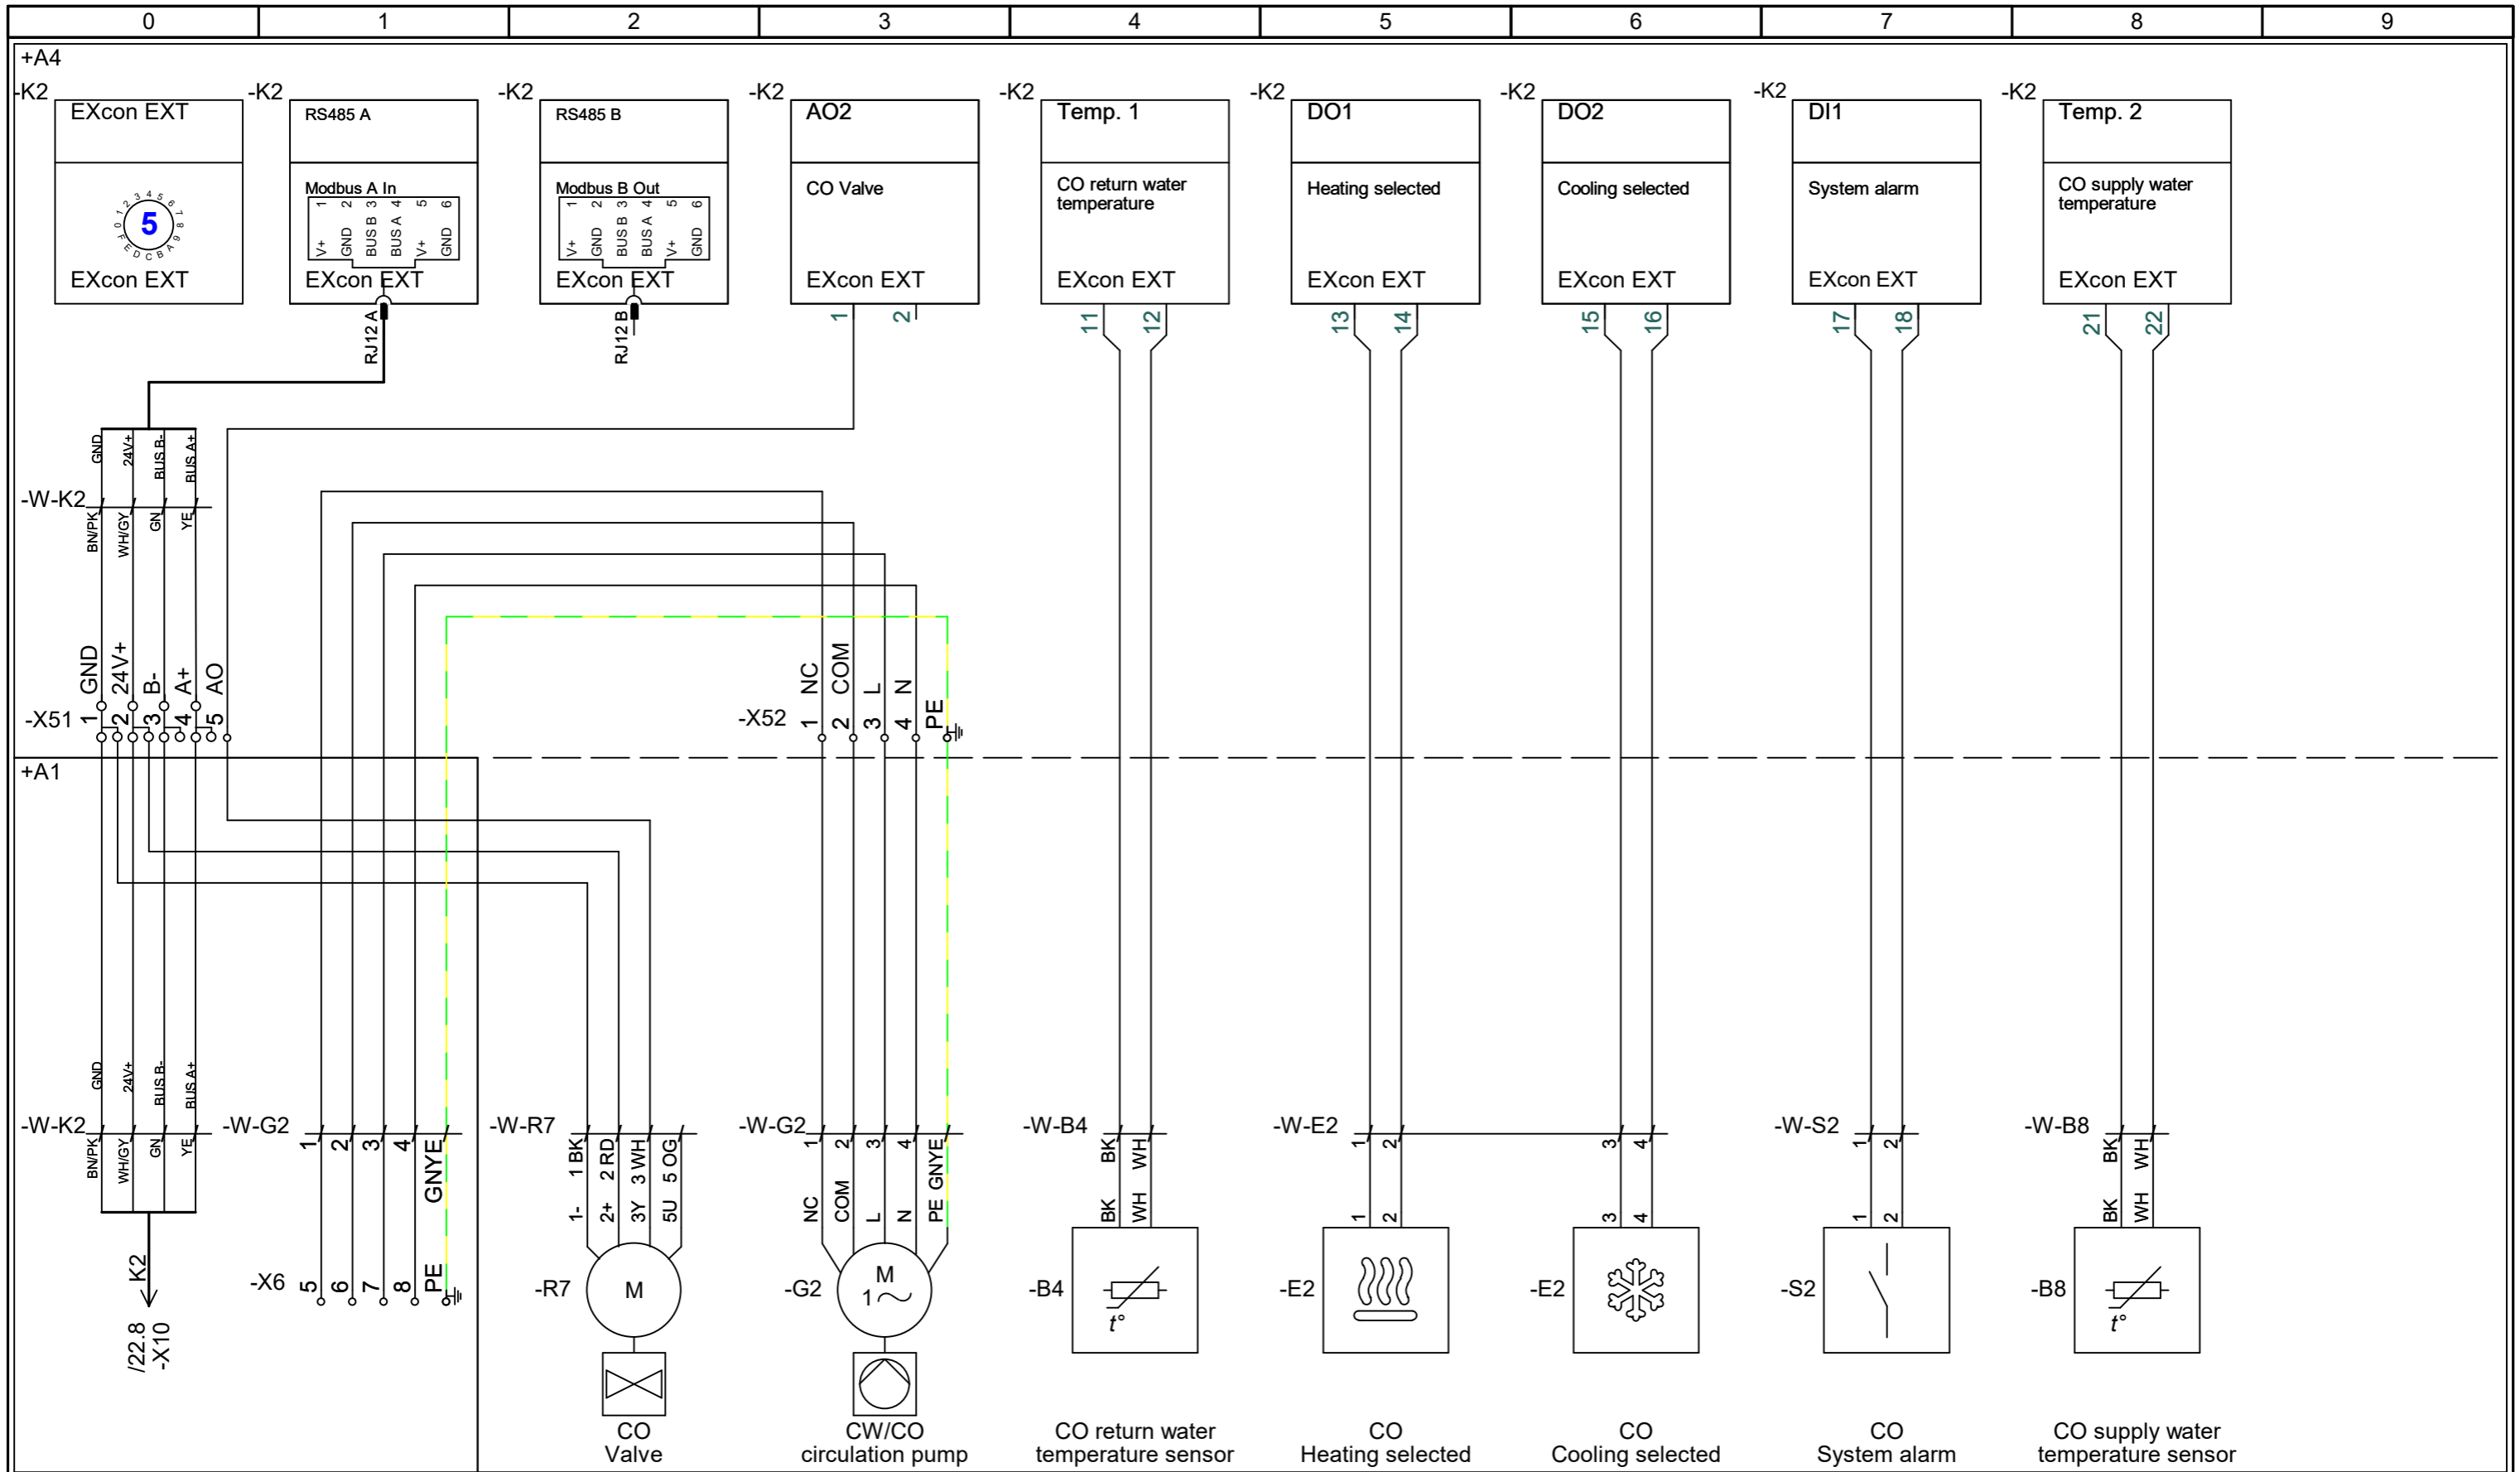 0 1 2 3 4 5 6 7 8 9
+A4
-K2 -K2 -K2 -K2 -K2 -K2 -K2 -K2 -K2
EXcon EXT RS485 A RS485 B AO2 Temp. 1 DO1 DO2 DI1 Temp. 2
Modbus A In Modbus B Out CO Valve CO return water Heating selected Cooling selected System alarm CO supply water
temperature temperature
0 1 2 3 4 5 6 7 8 9 A B C D E F
5
1 2 3 4 5 6 1 2 3 4 5 6
V+ GND BUS B BUS A V+ GND V+ GND BUS B BUS A V+ GND
EXcon EXT EXcon EXT EXcon EXT EXcon EXT EXcon EXT EXcon EXT EXcon EXT EXcon EXT EXcon EXT
RJ12 A RJ12 B 1 2 11 12 13 14 15 16 17 18 21 22
GND 24V+ BUS B- BUS A+
-W-K2
BN/PK WH/GY GN YE
GND 24V+ B- A+ AO NC COM L N PE
-X51 1 2 3 4 5 -X52 1 2 3 4
+A1
GND 24V+ BUS B- BUS A+
-W-K2 -W-G2 -W-R7 -W-G2 -W-B4 -W-E2 -W-S2 -W-B8
BN/PK WH/GY GN YE 1 2 3 4 GNYE 1 BK 2 RD 3 WH 5 OG 1 2 3 4 GNYE BK WH 1 2 3 4 1 2 BK WH
1- 2+ 3Y 5U NC COM L N PE BK WH 1 2 3 4 1 2 BK WH
K2 -X6 5 6 7 8 PE -R7 M -G2 M -B4 -E2 -E2 -S2 -B8
1
t° t°
/22.8
-X10
CO CW/CO CO return water CO CO CO CO supply water
Valve circulation pump temperature sensor Heating selected Cooling selected System alarm temperature sensor